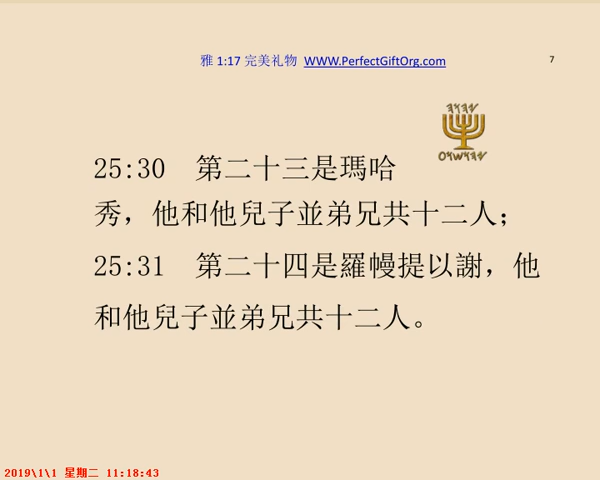 雅 1:17 完美礼物 WWW.PerfectGiftOrg.com
7
25:30 第二十三是瑪哈
秀，他和他兒子並弟兄共十二人；
25:31 第二十四是羅幔提以謝，他
和他兒子並弟兄共十二人。
2019\1\1 星期二 11:18:43